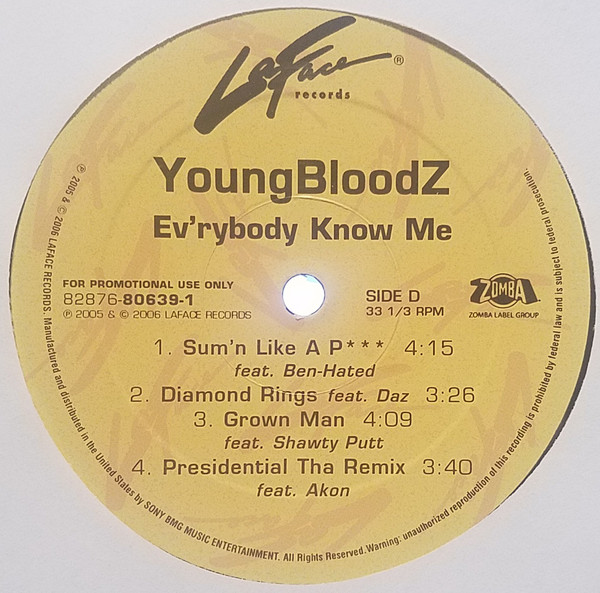 LaFace®
records
YoungBloodZ
Ev'rybody Know Me
FOR PROMOTIONAL USE ONLY
82876-80639-1
℗ 2005 & © 2006 LAFACE RECORDS
SIDE D
33 1/3 RPM
ZOMBA
ZOMBA LABEL GROUP
1. Sum'n Like A P*** 4:15
feat. Ben-Hated
2. Diamond Rings feat. Daz 3:26
3. Grown Man 4:09
feat. Shawty Putt
4. Presidential Tha Remix 3:40
feat. Akon
℗ 2005 & © 2006 LAFACE RECORDS. Manufactured and distributed in the United States by SONY BMG MUSIC ENTERTAINMENT. All Rights Reserved. Warning: unauthorized reproduction of this recording is prohibited by federal law and is subject to federal prosecution.